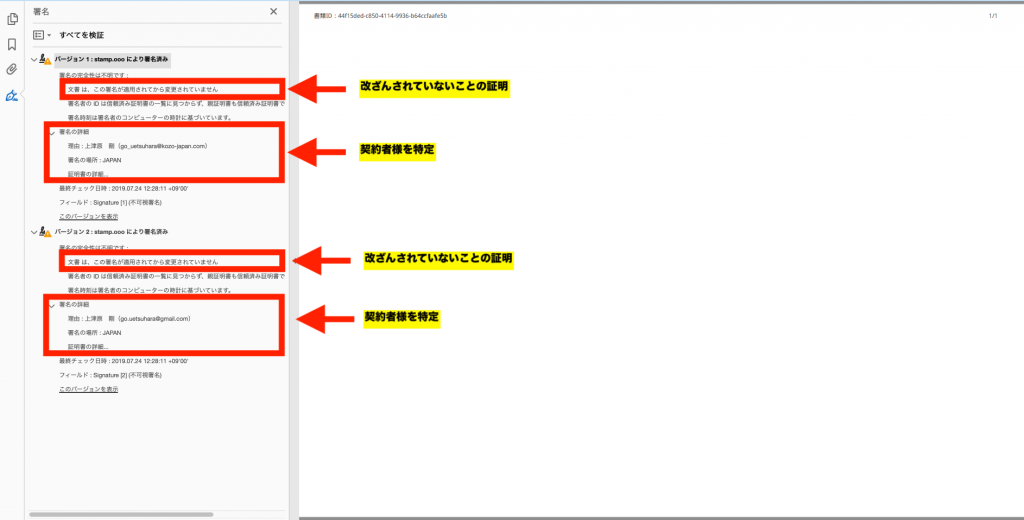 署名
書類ID：44f15ded-c850-4114-9936-b64ccfaafe5b
1/1
すべてを検証
バージョン 1 : stamp.ooo により署名済み
署名の完全性は不明です :
文書 は、この署名が適用されてから変更されていません
改ざんされていないことの証明
署名者の ID は信頼済み証明書の一覧に見つからず、親証明書も信頼済み証明書で
署名時刻は署名者のコンピューターの時計に基づいています。
署名の詳細
理由 : 上津原　剛（go_uetsuhara@kozo-japan.com）
契約者様を特定
署名の場所 : JAPAN
証明書の詳細...
最終チェック日時 : 2019.07.24 12:28:11 +09'00'
フィールド : Signature [1] (不可視署名)
このバージョンを表示
バージョン 2 : stamp.ooo により署名済み
署名の完全性は不明です :
文書 は、この署名が適用されてから変更されていません
改ざんされていないことの証明
署名者の ID は信頼済み証明書の一覧に見つからず、親証明書も信頼済み証明書で
署名時刻は署名者のコンピューターの時計に基づいています。
署名の詳細
理由 : 上津原　剛（go.uetsuhara@gmail.com）
契約者様を特定
署名の場所 : JAPAN
証明書の詳細...
最終チェック日時 : 2019.07.24 12:28:11 +09'00'
フィールド : Signature [2] (不可視署名)
このバージョンを表示